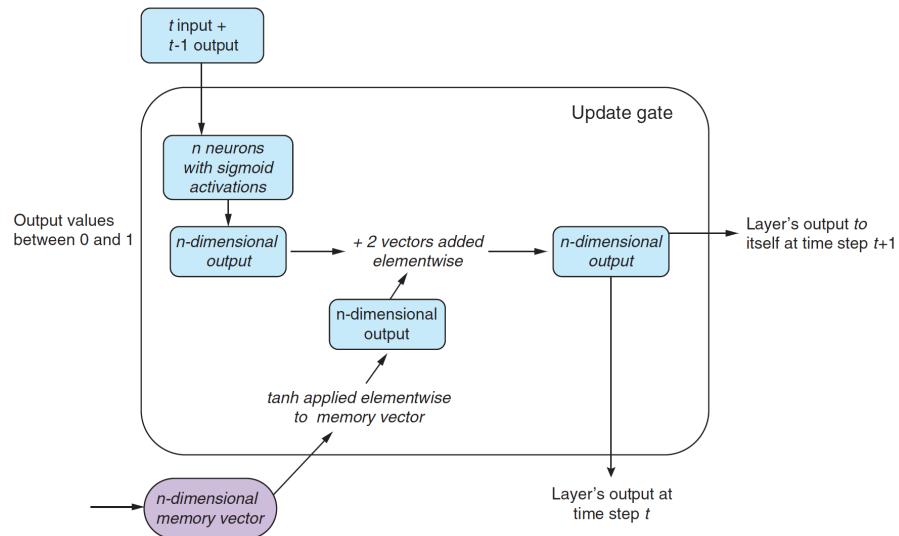 t input +
t-1 output
Update gate
n neurons
with sigmoid
activations
Output values
between 0 and 1
n-dimensional
output
+ 2 vectors added
elementwise
n-dimensional
output
Layer's output to
itself at time step t+1
n-dimensional
output
tanh applied elementwise
to memory vector
n-dimensional
memory vector
Layer's output at
time step t